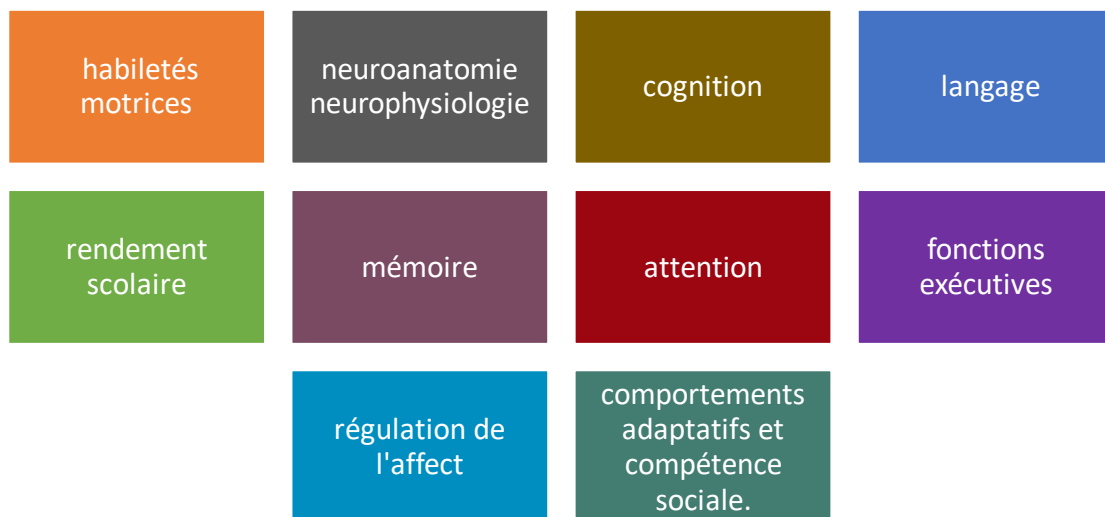 habiletés
motrices
neuroanatomie
neurophysiologie
cognition
langage
rendement
scolaire
mémoire
attention
fonctions
exécutives
régulation de
l'affect
comportements
adaptatifs et
compétence
sociale.